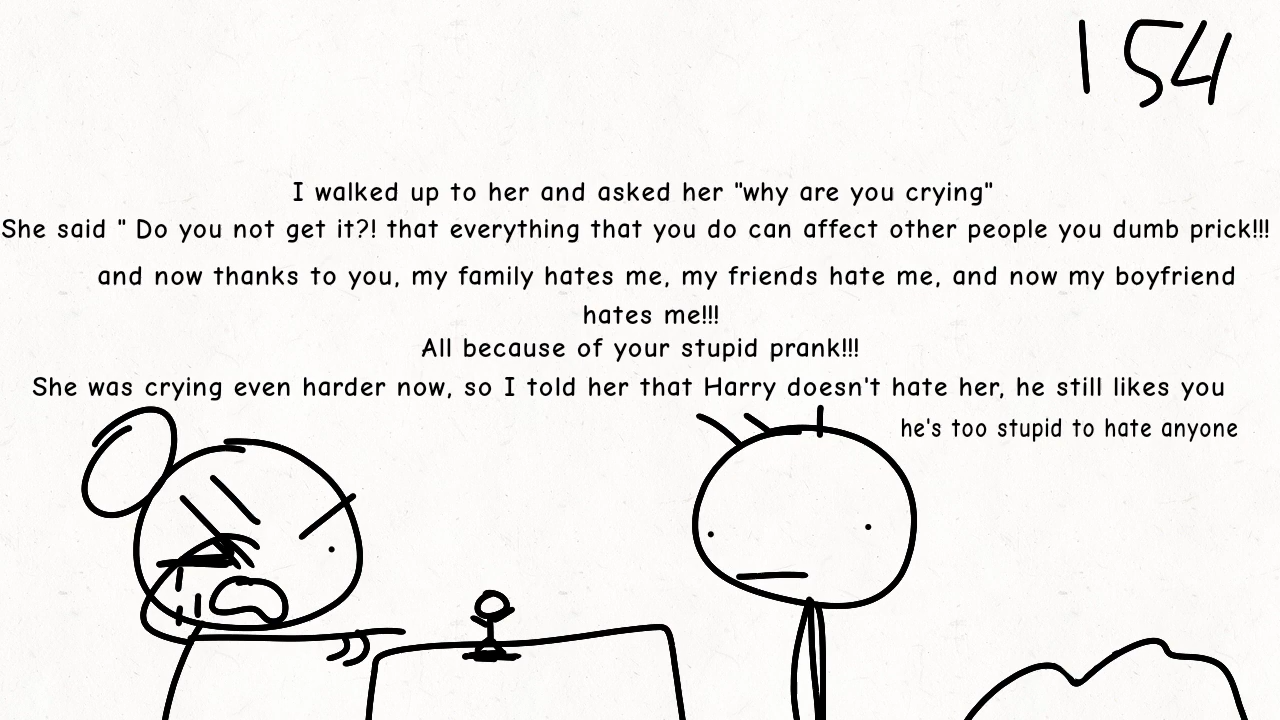 154
I walked up to her and asked her "why are you crying"
She said " Do you not get it?! that everything that you do can affect other people you dumb prick!!!
and now thanks to you, my family hates me, my friends hate me, and now my boyfriend
hates me!!!
All because of your stupid prank!!!
She was crying even harder now, so I told her that Harry doesn't hate her, he still likes you
he's too stupid to hate anyone